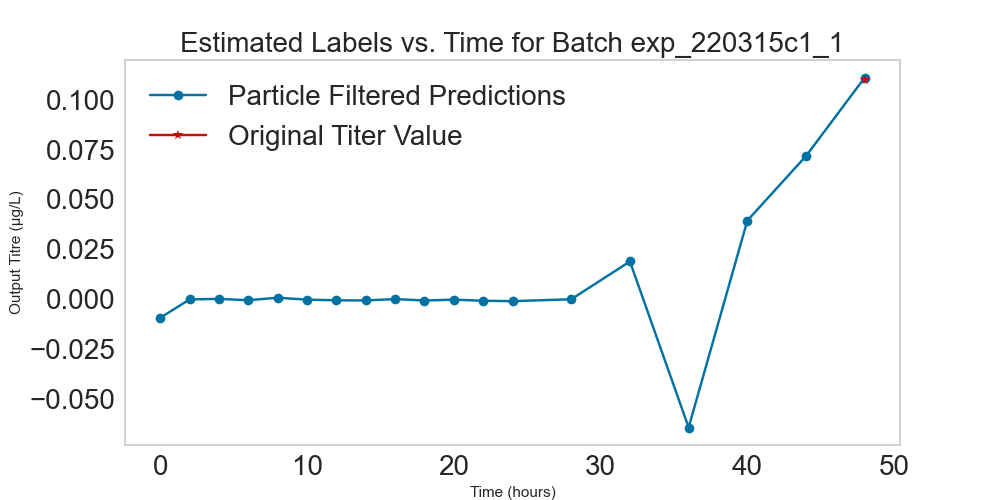 Estimated Labels vs. Time for Batch exp_220315c1_1
Particle Filtered Predictions
Original Titer Value
0.100
0.075
0.050
0.025
0.000
−0.025
−0.050
Output Titre (µg/L)
0 10 20 30 40 50
Time (hours)